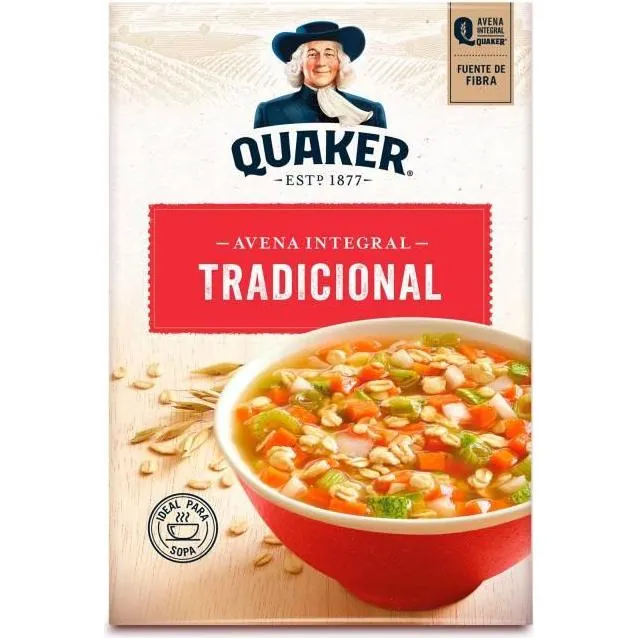 AVENA
INTEGRAL
QUAKER
FUENTE DE
FIBRA
QUAKER®
-ESTD 1877-
- AVENA INTEGRAL -
TRADICIONAL
IDEAL PARA
SOPA